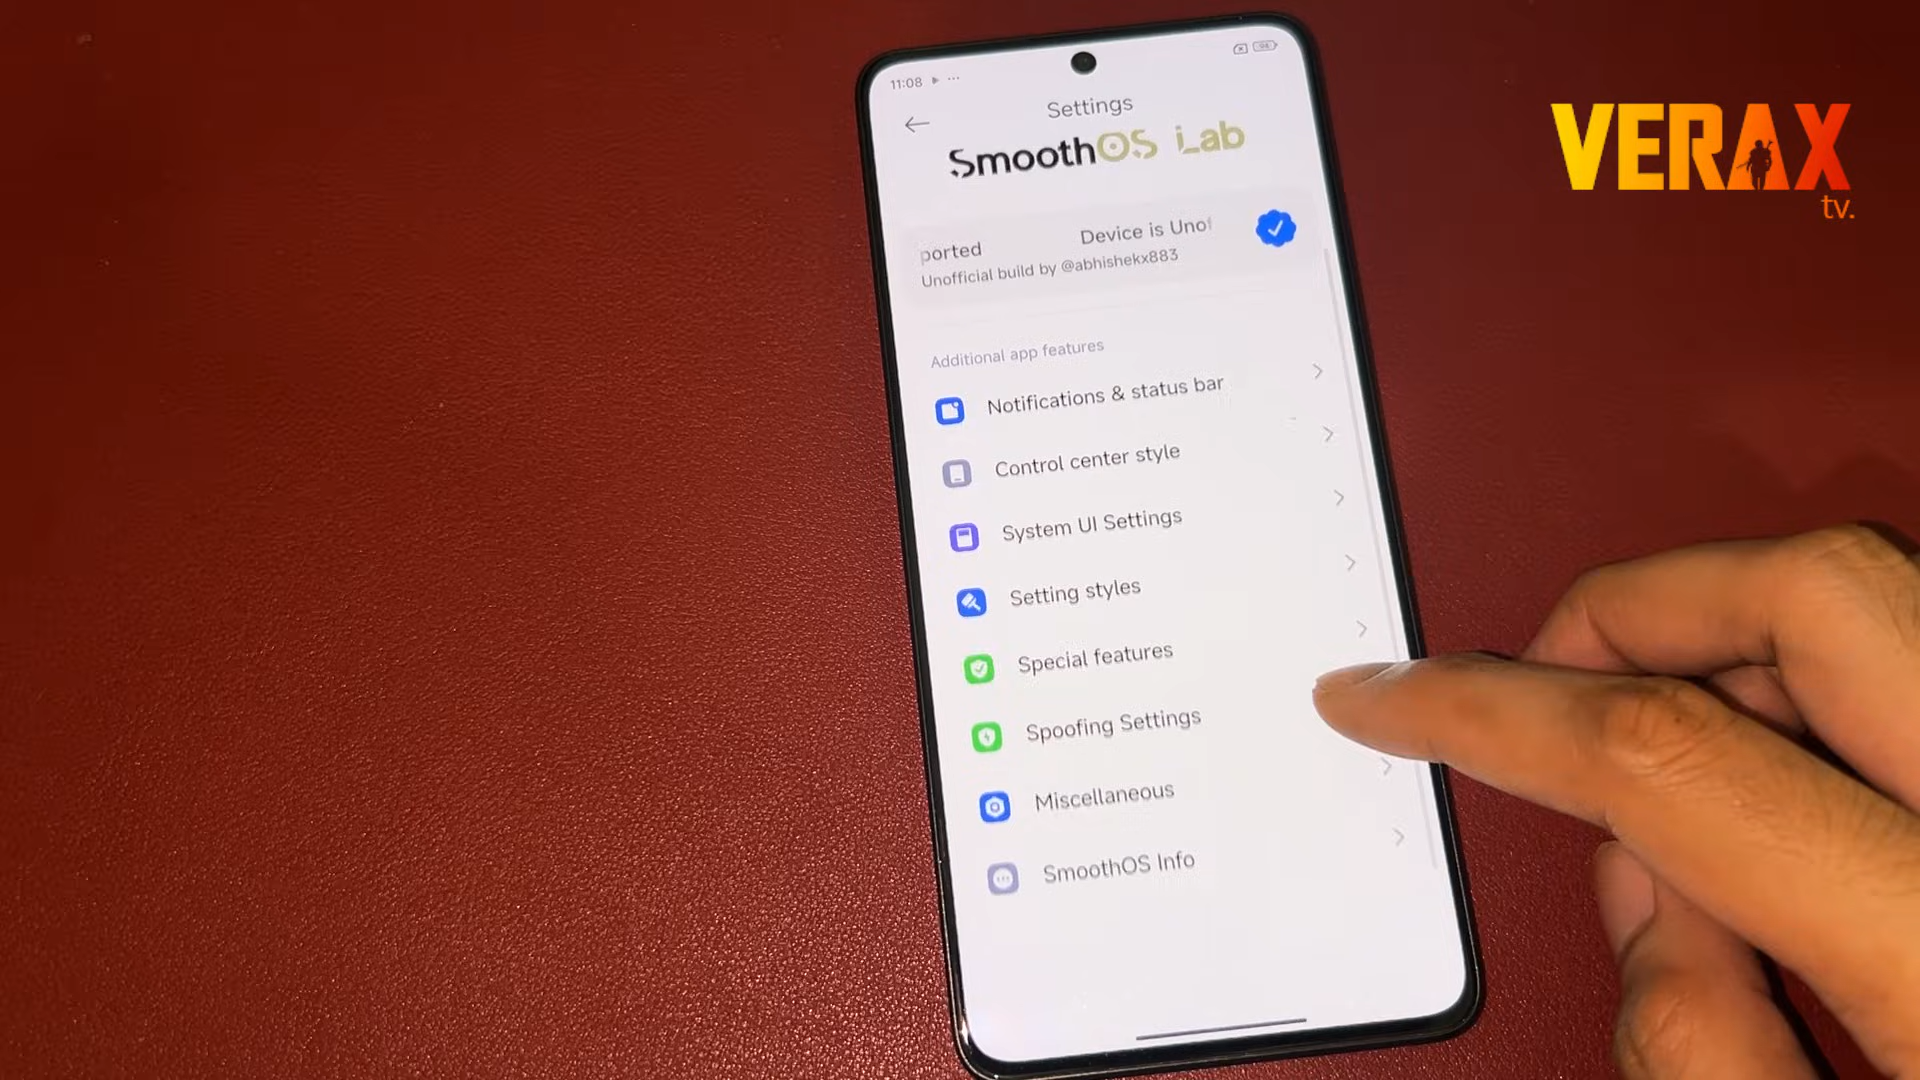 11:08
Settings
SmoothOS Lab
ported Device is Unof
Unofficial build by @abhishekx883
Additional app features
Notifications & status bar
Control center style
System UI Settings
Setting styles
Special features
Spoofing Settings
Miscellaneous
SmoothOS Info
VERAX
tv.